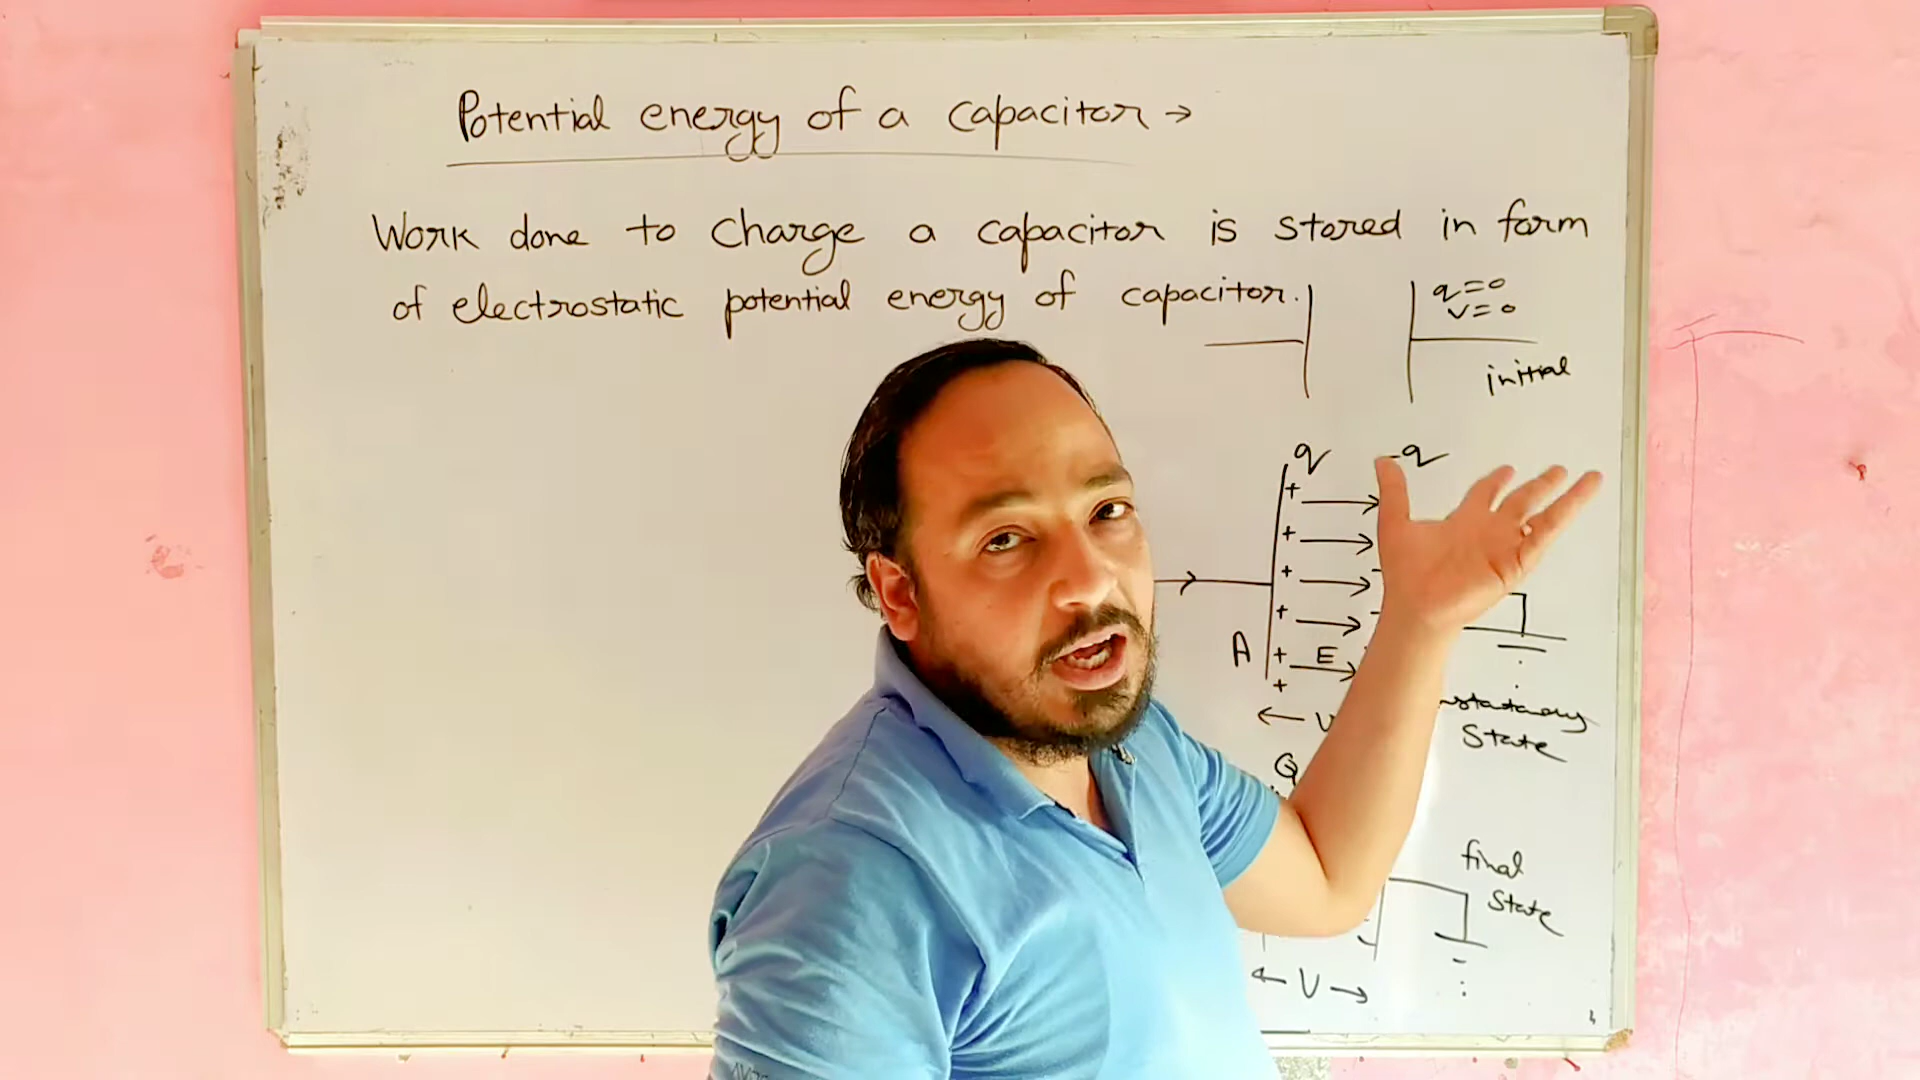 Potential energy of a capacitor →
Work done to charge a capacitor is stored in form
of electrostatic potential energy of capacitor.
q=0
v=0
initial
q -q
+
+
+
+
A + E
+
← V
State
Q
final
State
← V →